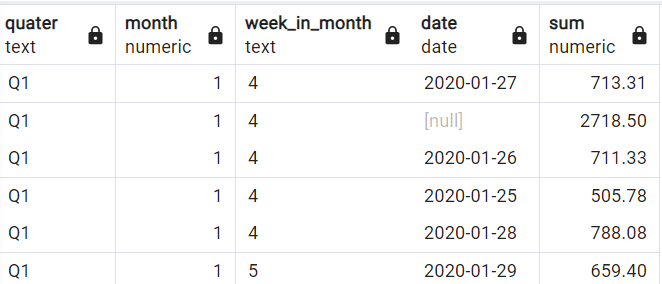 quater month week_in_month date sum
text numeric text date numeric
Q1 1 4 2020-01-27 713.31
Q1 1 4 [null] 2718.50
Q1 1 4 2020-01-26 711.33
Q1 1 4 2020-01-25 505.78
Q1 1 4 2020-01-28 788.08
Q1 1 5 2020-01-29 659.40